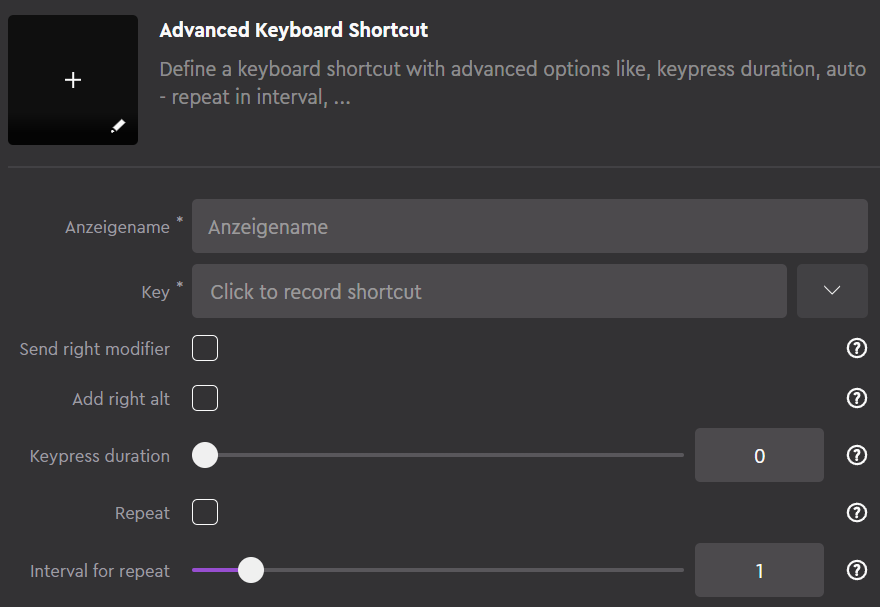 Advanced Keyboard Shortcut
Define a keyboard shortcut with advanced options like, keypress duration, auto
- repeat in interval, ...
Anzeigename *
Anzeigename
Key *
Click to record shortcut
Send right modifier
Add right alt
Keypress duration
0
Repeat
Interval for repeat
1